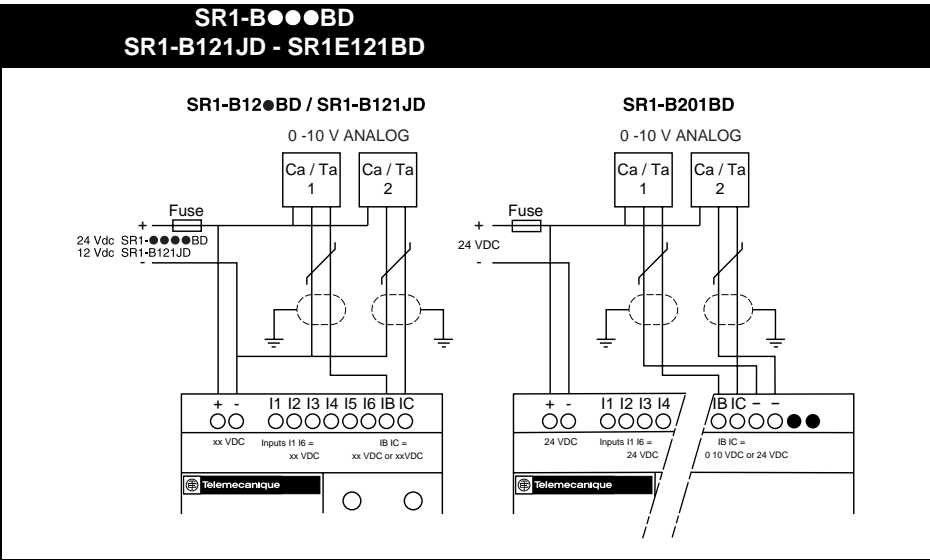 SR1-B●●●BD
SR1-B121JD - SR1E121BD
SR1-B12●BD / SR1-B121JD
0 -10 V ANALOG
Ca / Ta
1
Ca / Ta
2
Fuse
+
24 Vdc SR1-●●●●BD
12 Vdc SR1-B121JD
-
+ - I1 I2 I3 I4 I5 I6 IB IC
xx VDC
Inputs I1 I6 =
xx VDC
IB IC =
xx VDC or xxVDC
Telemecanique
SR1-B201BD
0 -10 V ANALOG
Ca / Ta
1
Ca / Ta
2
Fuse
+
24 VDC
-
+ - I1 I2 I3 I4 IB IC - -
24 VDC
Inputs I1 I6 =
24 VDC
IB IC =
0 10 VDC or 24 VDC
Telemecanique